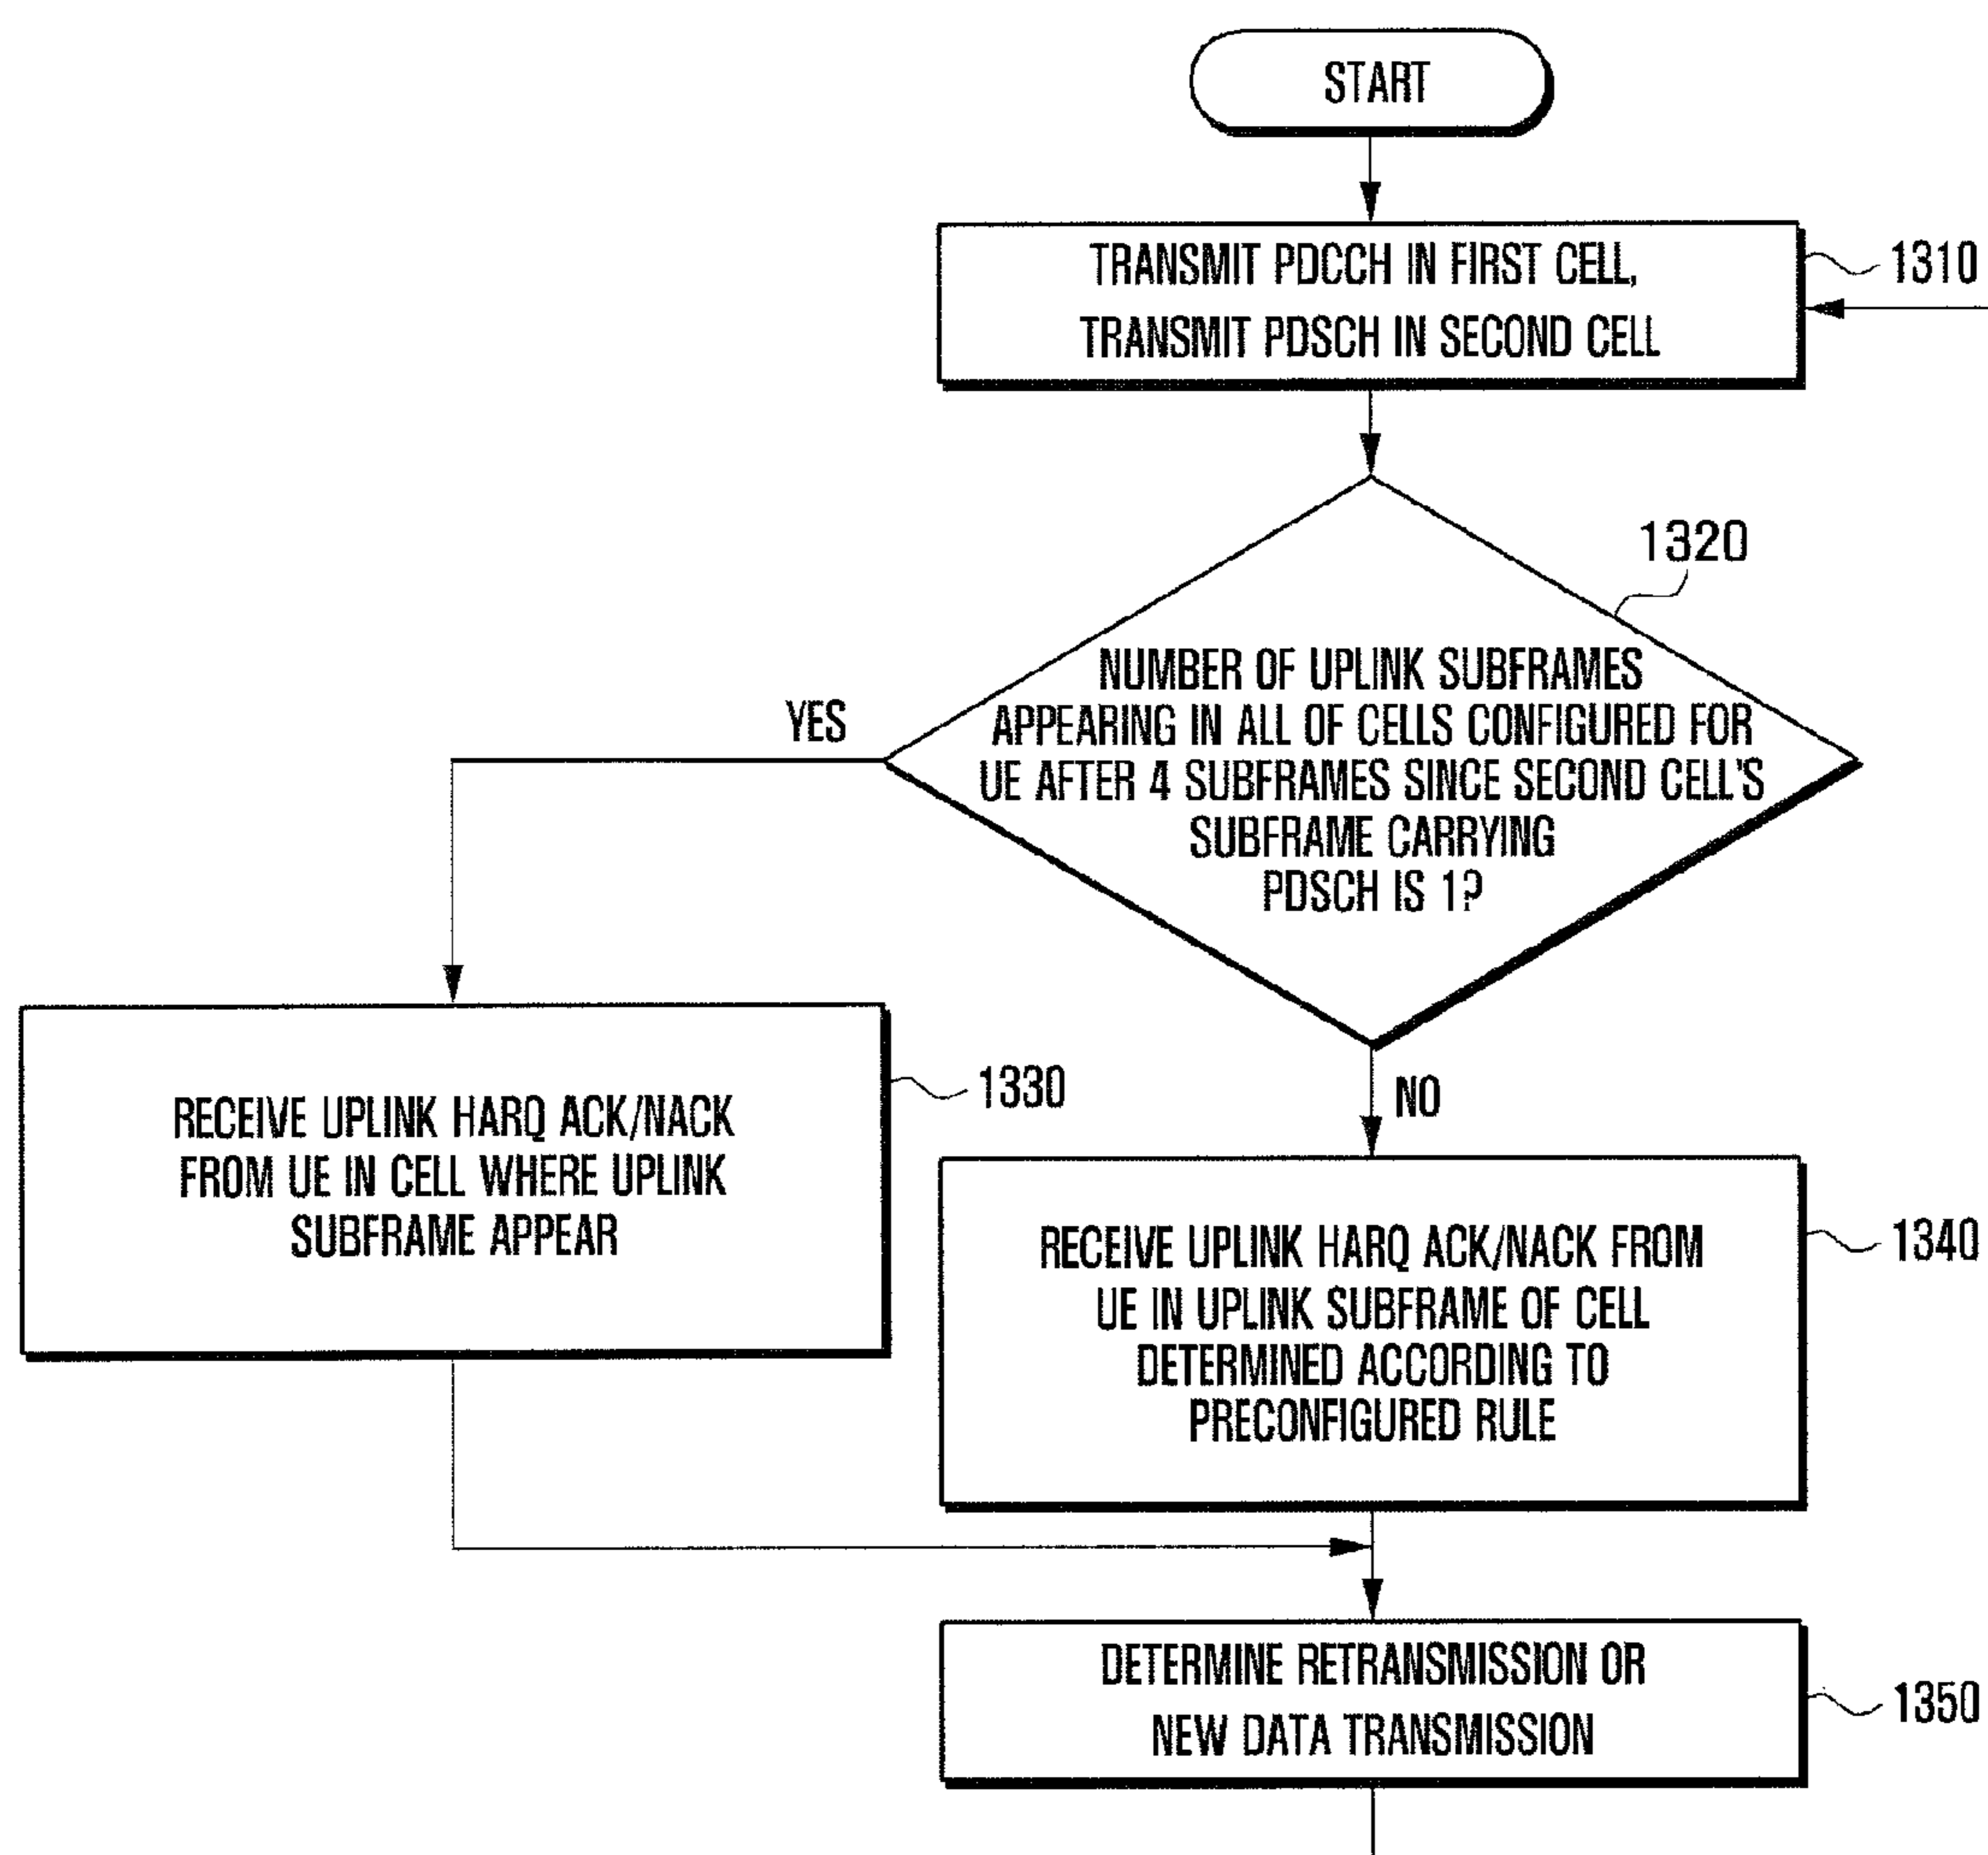 START
TRANSMIT PDCCH IN FIRST CELL,
TRANSMIT PDSCH IN SECOND CELL
1310
1320
NUMBER OF UPLINK SUBFRAMES
APPEARING IN ALL OF CELLS CONFIGURED FOR
UE AFTER 4 SUBFRAMES SINCE SECOND CELL'S
SUBFRAME CARRYING
PDSCH IS 1?
YES
NO
RECEIVE UPLINK HARQ ACK/NACK
FROM UE IN CELL WHERE UPLINK
SUBFRAME APPEAR
1330
RECEIVE UPLINK HARQ ACK/NACK FROM
UE IN UPLINK SUBFRAME OF CELL
DETERMINED ACCORDING TO
PRECONFIGURED RULE
1340
DETERMINE RETRANSMISSION OR
NEW DATA TRANSMISSION
1350